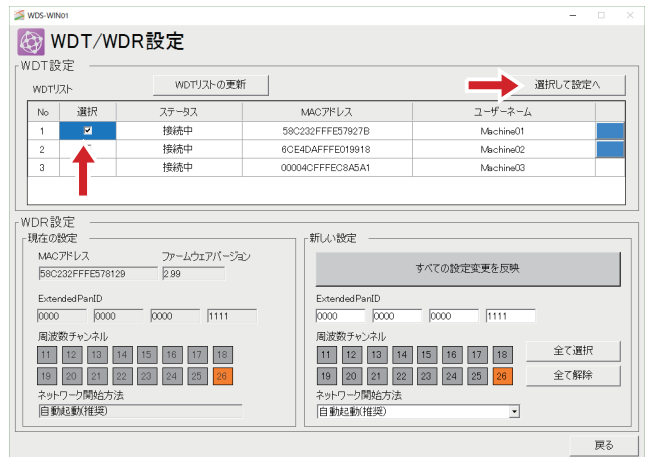 WDS-WIN01
WDT/WDR設定
WDT設定
WDTリスト
WDTリストの更新
選択して設定へ
No 選択 ステータス MACアドレス ユーザーネーム
1 接続中 58C232FFFE57927B Machine01
2 接続中 6CE4DAFFFE019918 Machine02
3 接続中 00004CFFFEC8A5A1 Machine03
WDR設定
現在の設定
MACアドレス ファームウェアバージョン
58C232FFFE578129 2.99
ExtendedPanID
0000 0000 0000 1111
周波数チャンネル
11 12 13 14 15 16 17 18
19 20 21 22 23 24 25 26
ネットワーク開始方法
自動起動(推奨)
新しい設定
すべての設定変更を反映
ExtendedPanID
0000 0000 0000 1111
周波数チャンネル
11 12 13 14 15 16 17 18 全て選択
19 20 21 22 23 24 25 26 全て解除
ネットワーク開始方法
自動起動(推奨)
戻る